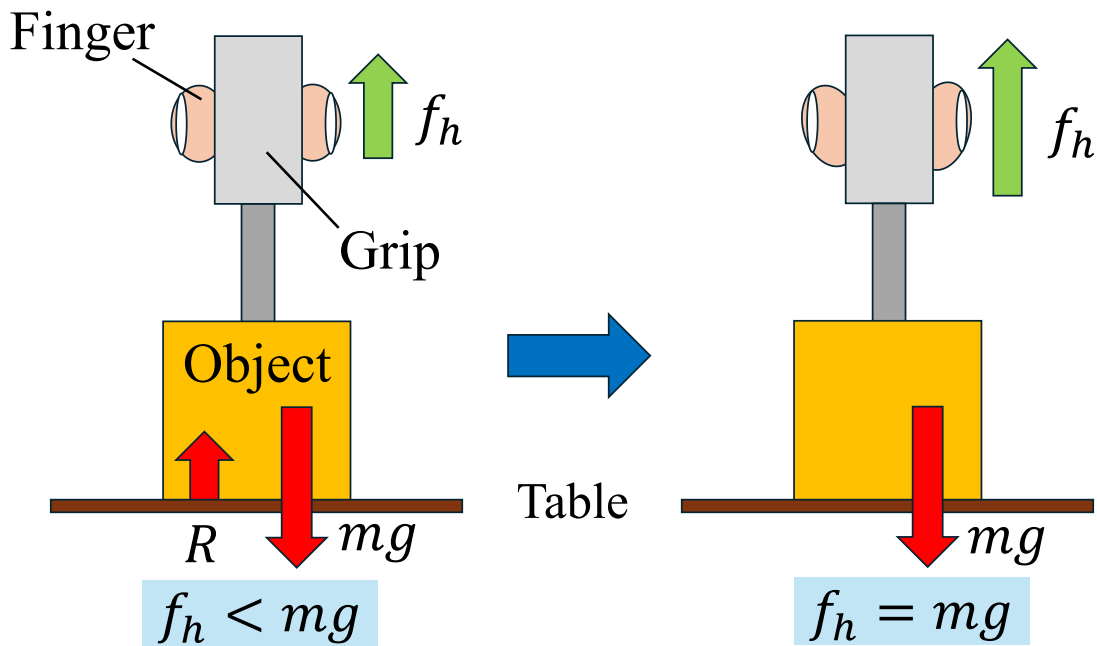 Finger
f_h
f_h
Grip
Object
Table
R
mg
mg
f_h < mg
f_h = mg